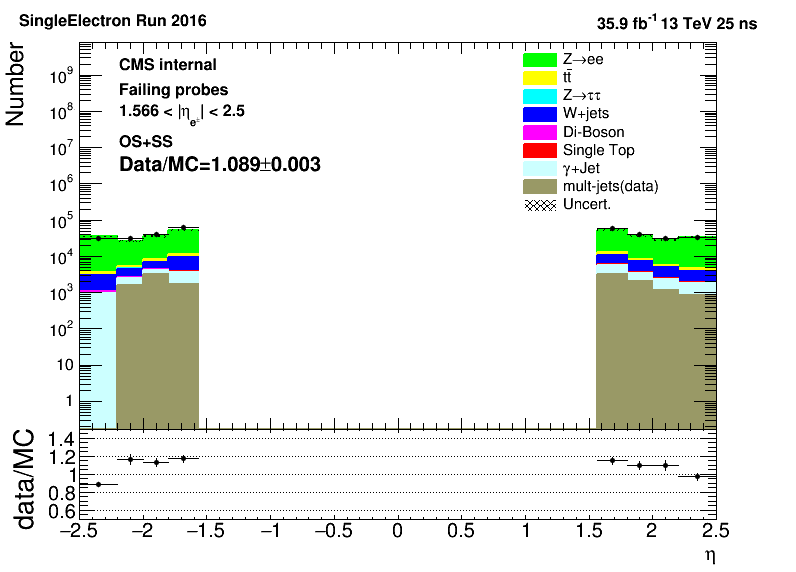 SingleElectron Run 2016
35.9 fb⁻¹ 13 TeV 25 ns
Number
CMS internal
Failing probes
1.566 < |η_e±| < 2.5
OS+SS
Data/MC=1.089±0.003
Z→ee
tt̄
Z→ττ
W+jets
Di-Boson
Single Top
γ+Jet
mult-jets(data)
Uncert.
10⁹
10⁸
10⁷
10⁶
10⁵
10⁴
10³
10²
10
1
data/MC
1.4
1.2
1
0.8
0.6
−2.5 −2 −1.5 −1 −0.5 0 0.5 1 1.5 2 2.5
η